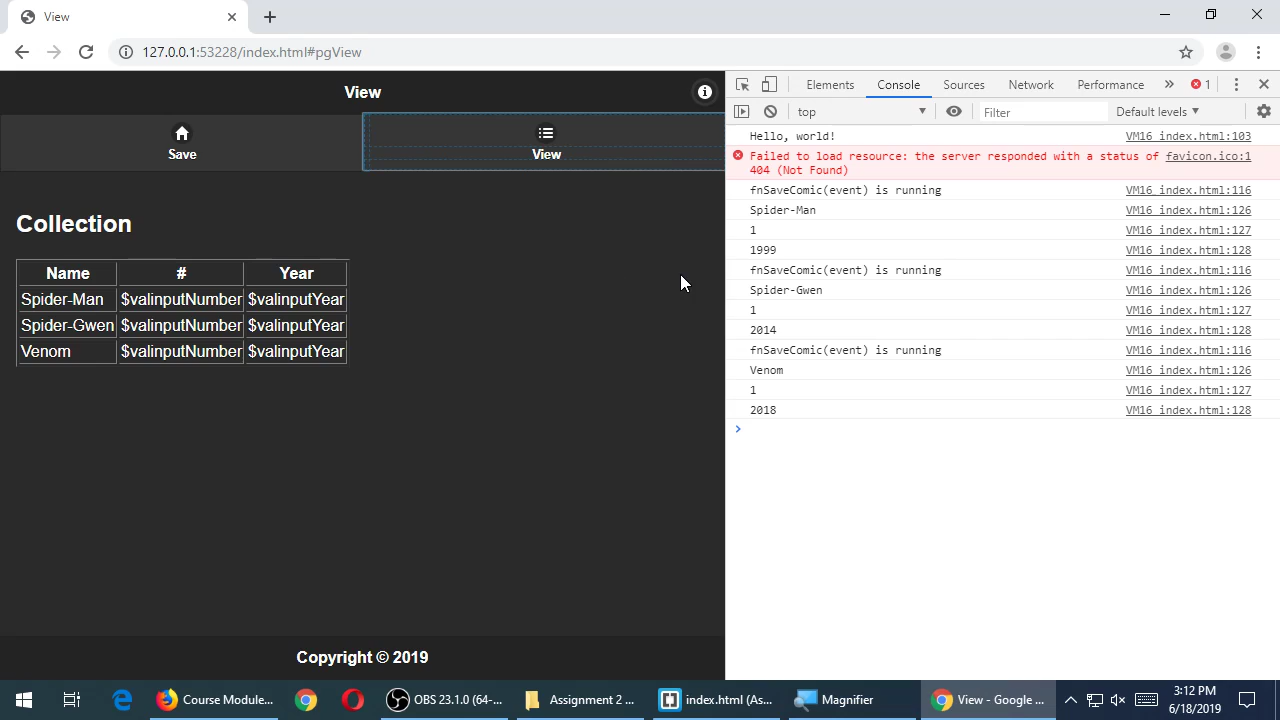 View
127.0.0.1:53228/index.html#pgView
View
Save
View
Collection
Name # Year
Spider-Man $valinputNumber $valinputYear
Spider-Gwen $valinputNumber $valinputYear
Venom $valinputNumber $valinputYear
Copyright © 2019
Elements Console Sources Network Performance » 1
top Filter Default levels
Hello, world! VM16 index.html:103
Failed to load resource: the server responded with a status of favicon.ico:1
404 (Not Found)
fnSaveComic(event) is running VM16 index.html:116
Spider-Man VM16 index.html:126
1 VM16 index.html:127
1999 VM16 index.html:128
fnSaveComic(event) is running VM16 index.html:116
Spider-Gwen VM16 index.html:126
1 VM16 index.html:127
2014 VM16 index.html:128
fnSaveComic(event) is running VM16 index.html:116
Venom VM16 index.html:126
1 VM16 index.html:127
2018 VM16 index.html:128
Course Module... OBS 23.1.0 (64-... Assignment 2 ... index.html (As... Magnifier View - Google ...
3:12 PM
6/18/2019